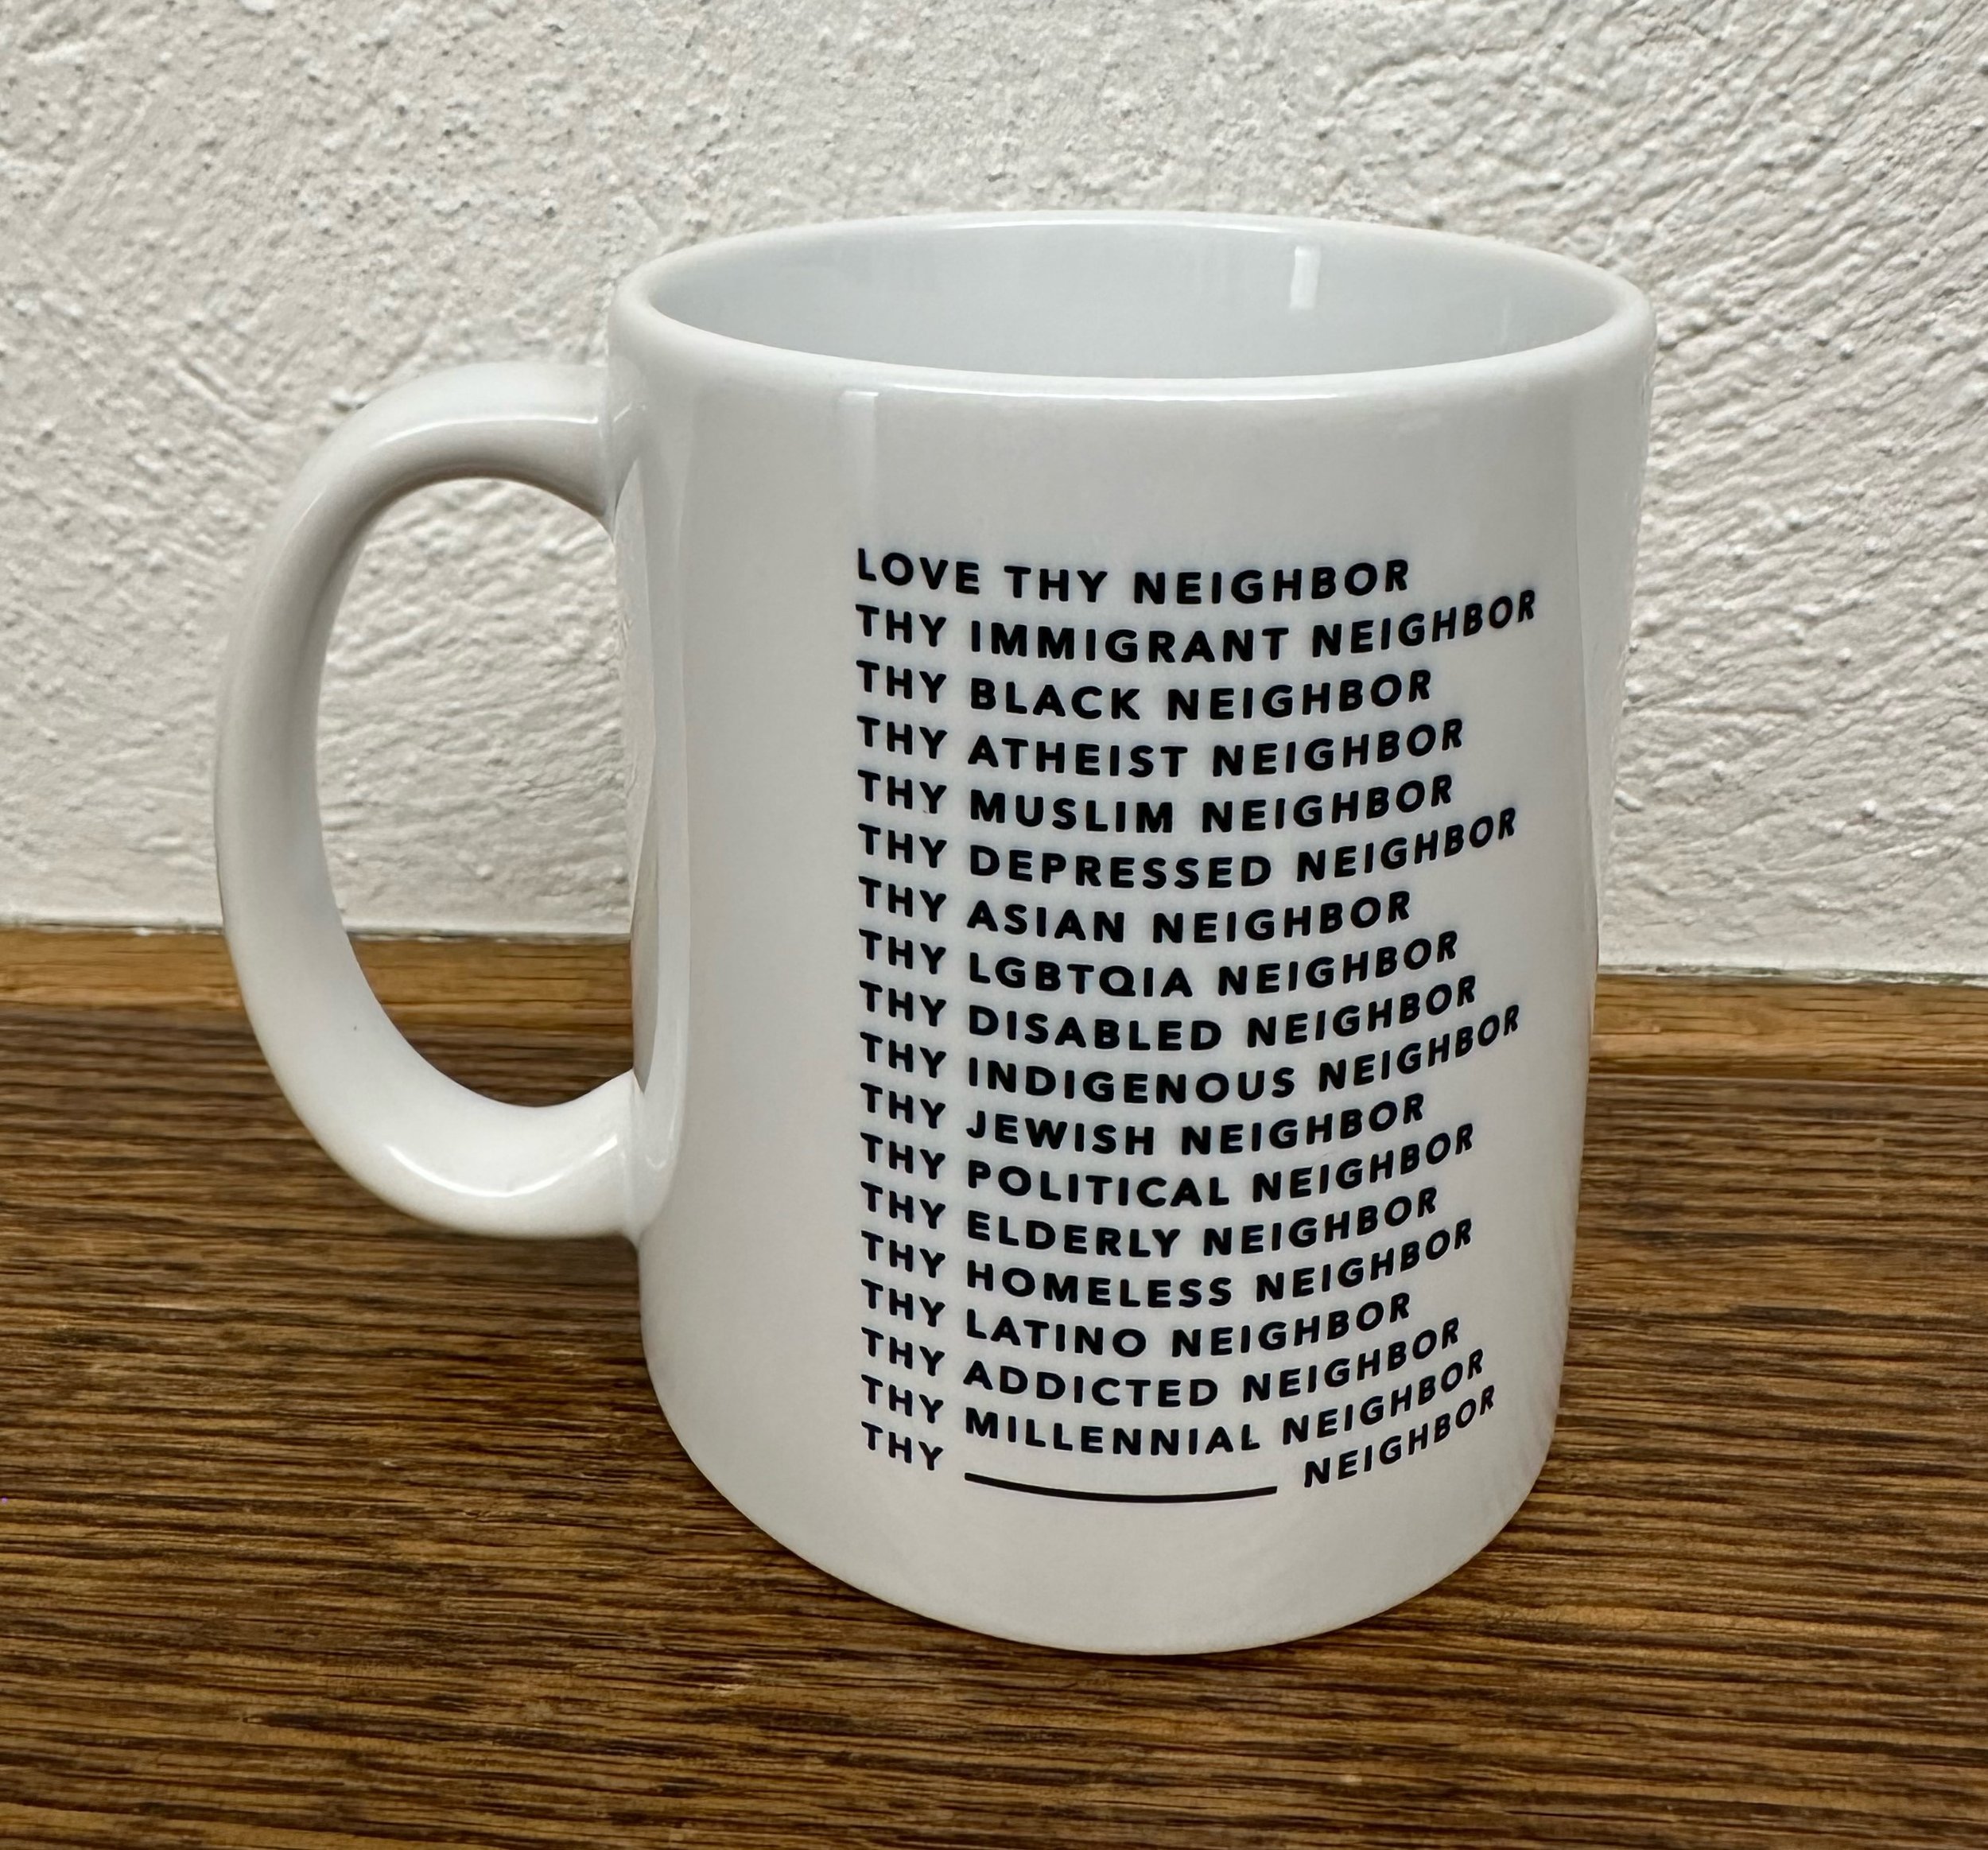 LOVE THY NEIGHBOR
THY IMMIGRANT NEIGHBOR
THY BLACK NEIGHBOR
THY ATHEIST NEIGHBOR
THY MUSLIM NEIGHBOR
THY DEPRESSED NEIGHBOR
THY ASIAN NEIGHBOR
THY LGBTQIA NEIGHBOR
THY DISABLED NEIGHBOR
THY INDIGENOUS NEIGHBOR
THY JEWISH NEIGHBOR
THY POLITICAL NEIGHBOR
THY ELDERLY NEIGHBOR
THY HOMELESS NEIGHBOR
THY LATINO NEIGHBOR
THY ADDICTED NEIGHBOR
THY MILLENNIAL NEIGHBOR
THY ________ NEIGHBOR